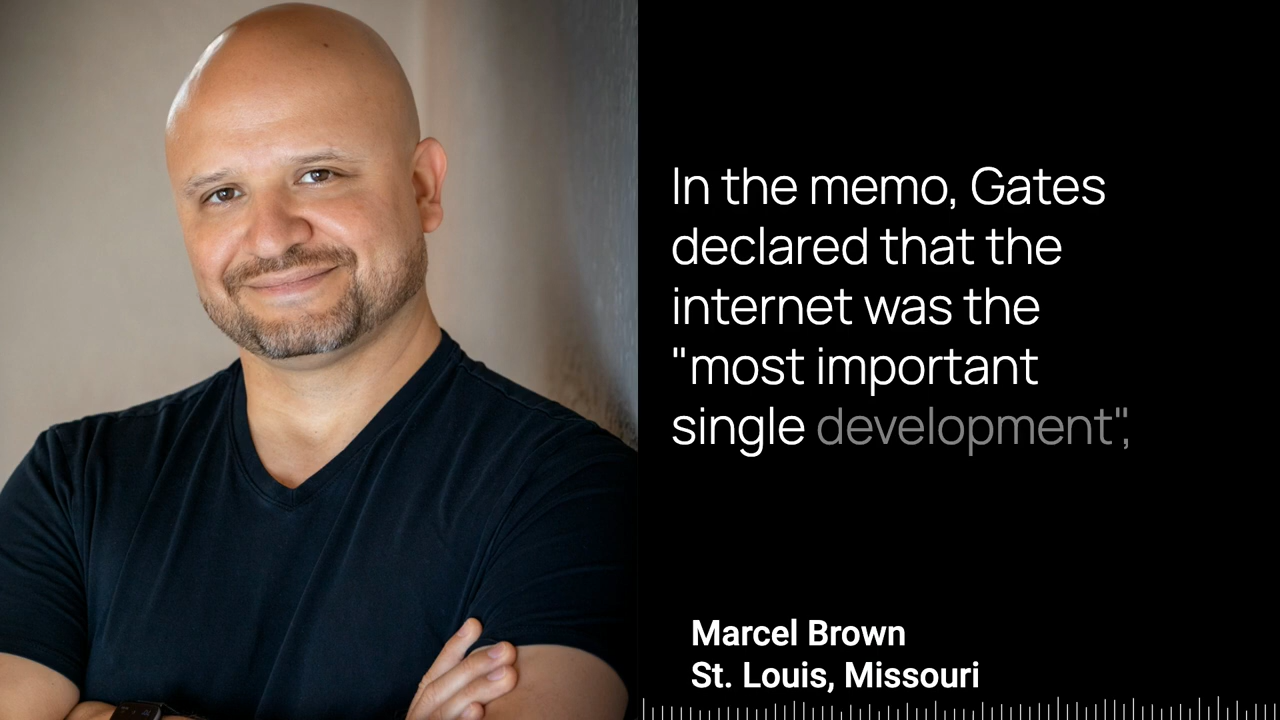 In the memo, Gates
declared that the
internet was the
"most important
single development",
Marcel Brown
St. Louis, Missouri